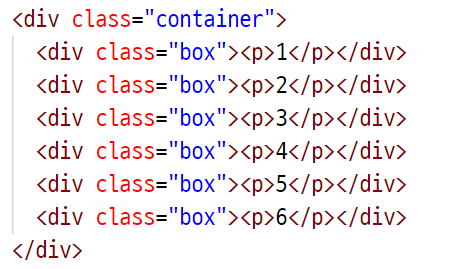 <div class="container">
<div class="box"><p>1</p></div>
<div class="box"><p>2</p></div>
<div class="box"><p>3</p></div>
<div class="box"><p>4</p></div>
<div class="box"><p>5</p></div>
<div class="box"><p>6</p></div>
</div>